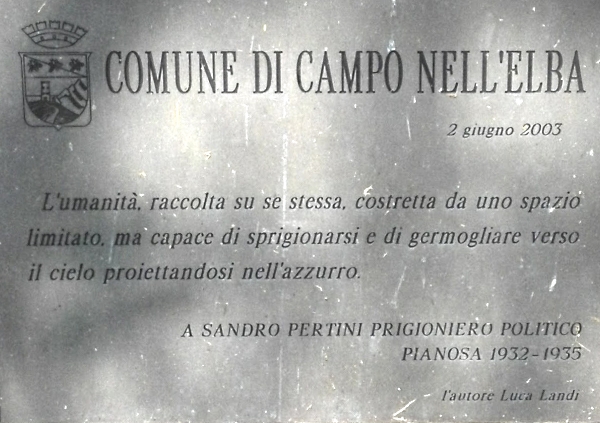 COMUNE DI CAMPO NELL'ELBA
2 giugno 2003
L'umanità, raccolta su se stessa, costretta da uno spazio
limitato, ma capace di sprigionarsi e di germogliare verso
il cielo proiettandosi nell'azzurro.
A SANDRO PERTINI PRIGIONIERO POLITICO
PIANOSA 1932-1935
l'autore Luca Landi